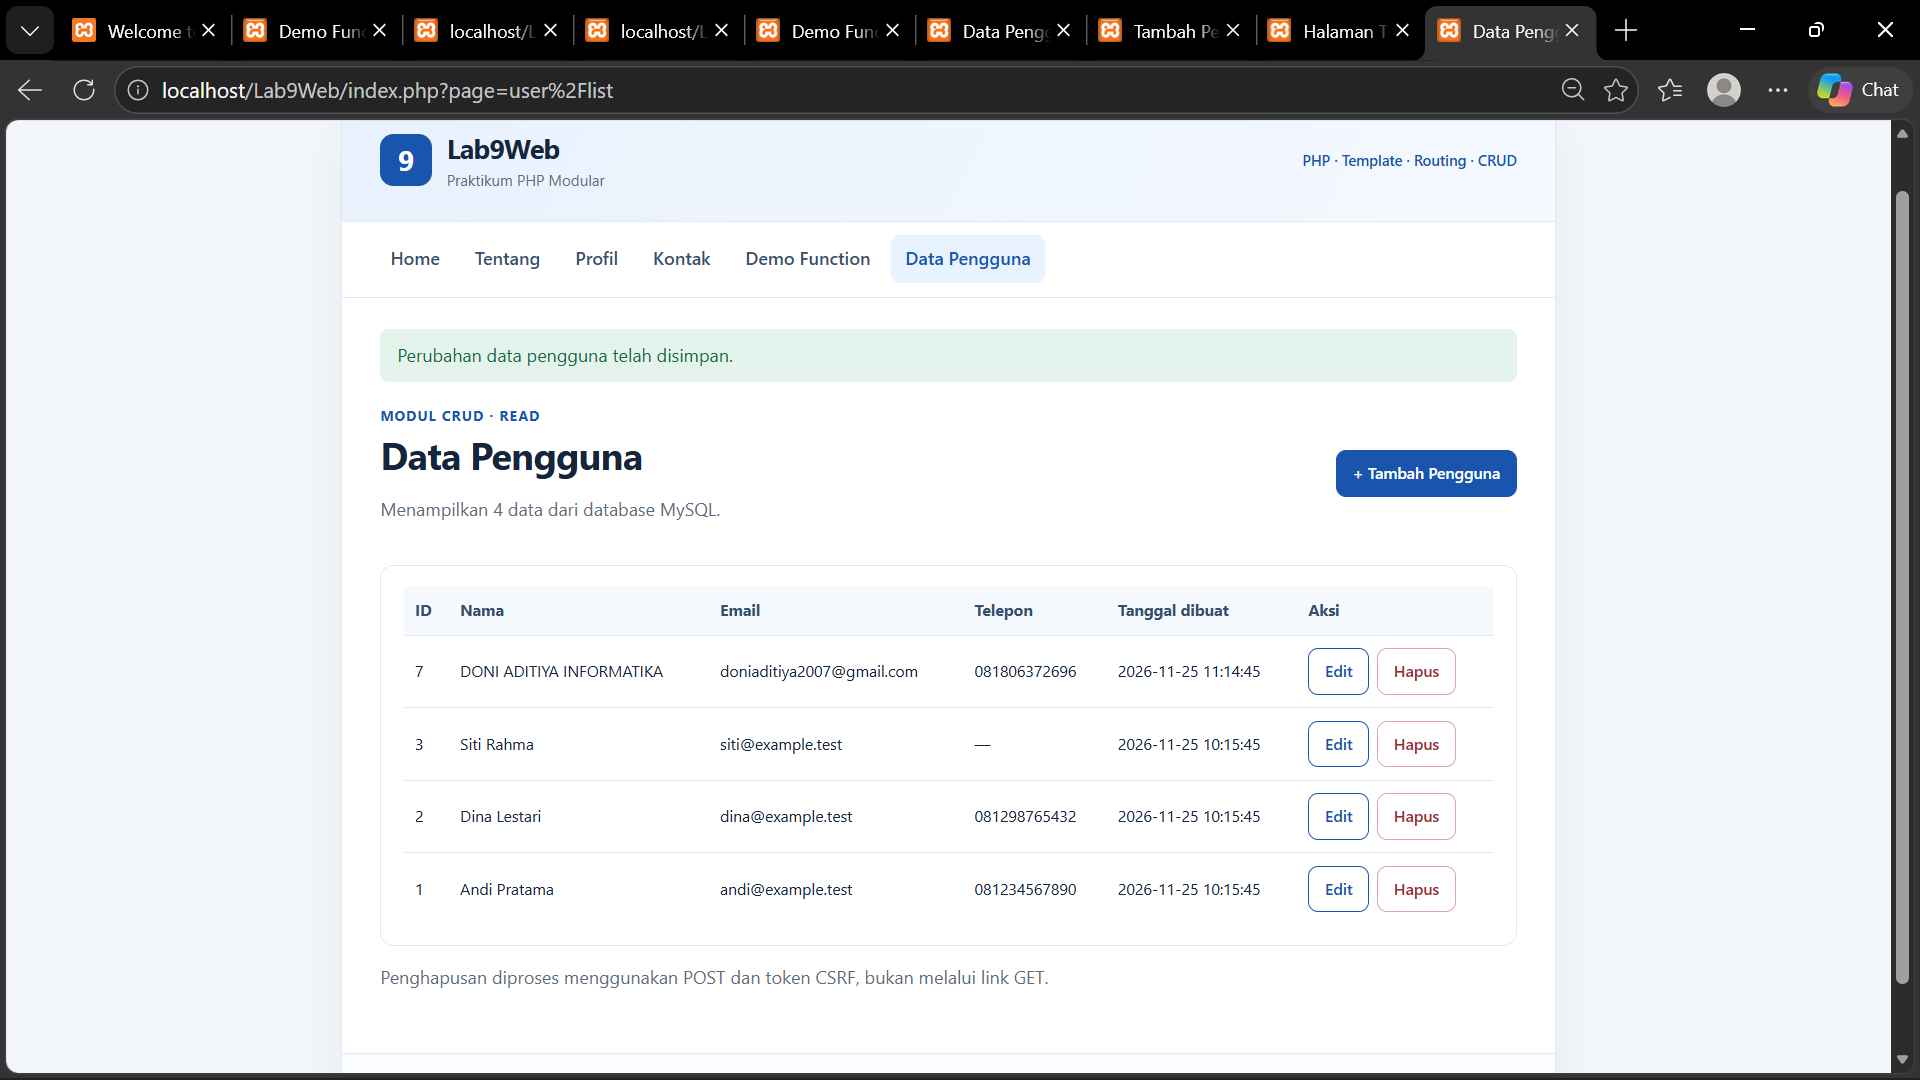 Welcome t
Demo Fun
localhost/L
localhost/L
Demo Fun
Data Peng
Tambah Pe
Halaman T
Data Peng
localhost/Lab9Web/index.php?page=user%2Flist
Chat
9
Lab9Web
Praktikum PHP Modular
PHP · Template · Routing · CRUD
Home Tentang Profil Kontak Demo Function Data Pengguna
Perubahan data pengguna telah disimpan.
MODUL CRUD · READ
Data Pengguna
+ Tambah Pengguna
Menampilkan 4 data dari database MySQL.
ID Nama Email Telepon Tanggal dibuat Aksi
7 DONI ADITIYA INFORMATIKA doniaditiya2007@gmail.com 081806372696 2026-11-25 11:14:45 Edit Hapus
3 Siti Rahma siti@example.test — 2026-11-25 10:15:45 Edit Hapus
2 Dina Lestari dina@example.test 081298765432 2026-11-25 10:15:45 Edit Hapus
1 Andi Pratama andi@example.test 081234567890 2026-11-25 10:15:45 Edit Hapus
Penghapusan diproses menggunakan POST dan token CSRF, bukan melalui link GET.